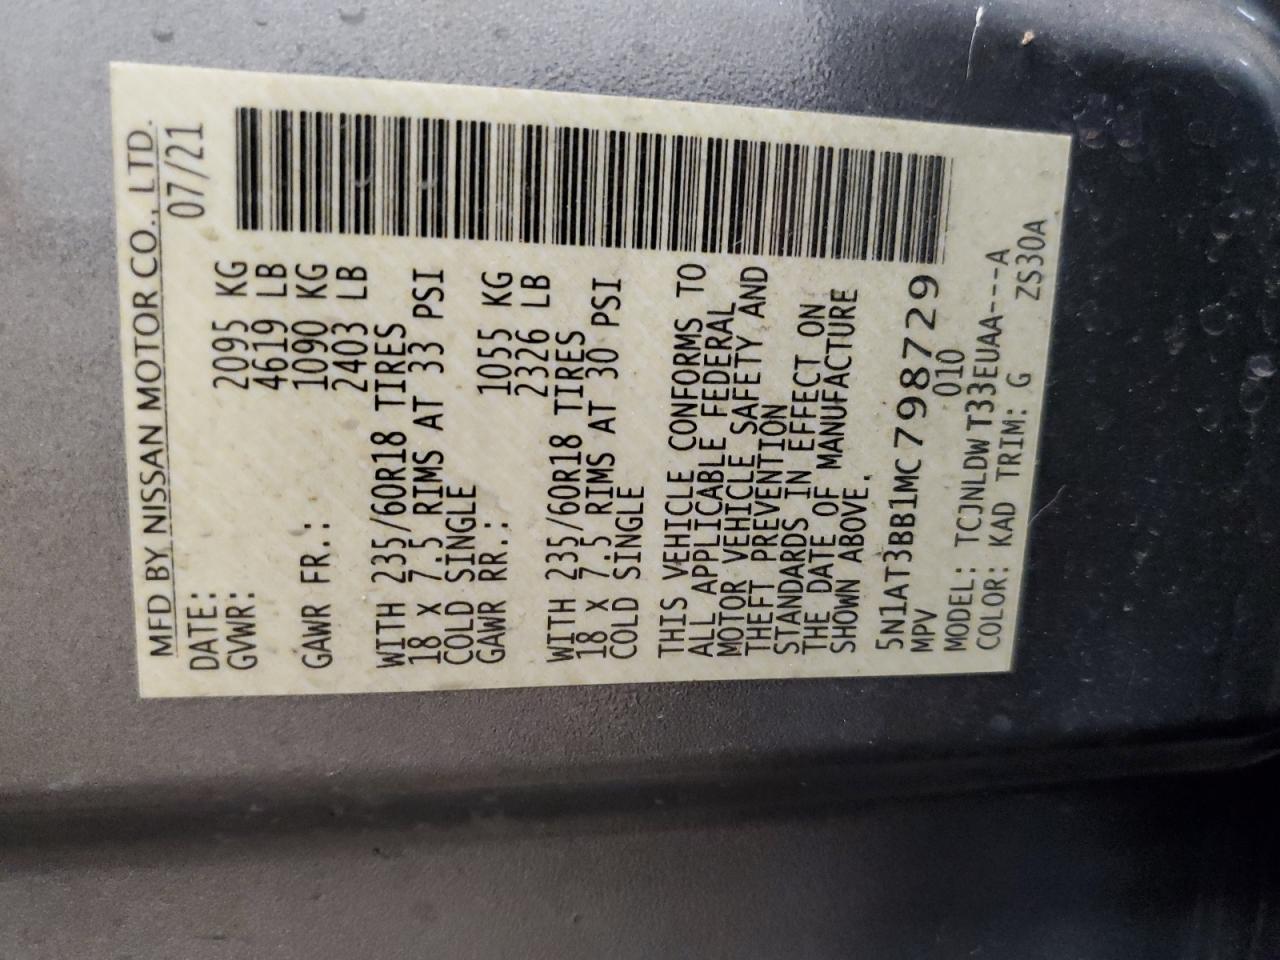 MFD BY NISSAN MOTOR CO., LTD.
DATE: 07/21
GVWR: 2095 KG
4619 LB
GAWR FR.: 1090 KG
2403 LB
WITH 235/60R18 TIRES
18 X 7.5 RIMS AT 33 PSI
COLD SINGLE
GAWR RR.: 1055 KG
2326 LB
WITH 235/60R18 TIRES
18 X 7.5 RIMS AT 30 PSI
COLD SINGLE
THIS VEHICLE CONFORMS TO
ALL APPLICABLE FEDERAL
MOTOR VEHICLE SAFETY AND
THEFT PREVENTION
STANDARDS IN EFFECT ON
THE DATE OF MANUFACTURE
SHOWN ABOVE.
5N1AT3BB1MC798729
MPV 010
MODEL: TCJNLDWT33EUAA---A
COLOR: KAD TRIM: G ZS30A